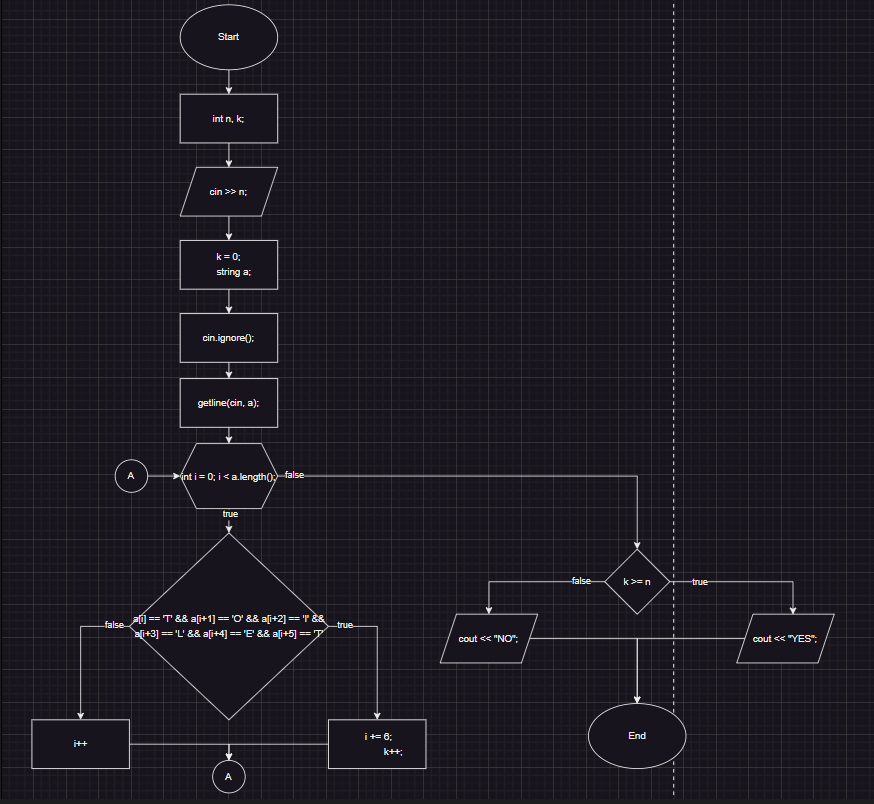 Start
int n, k;
cin >> n;
k = 0;
string a;
cin.ignore();
getline(cin, a);
A
int i = 0; i < a.length();
false
true
a[i] == 'T' && a[i+1] == 'O' && a[i+2] == 'I' &&
a[i+3] == 'L' && a[i+4] == 'E' && a[i+5] == 'T'
false
true
i++
i += 6;
k++;
A
k >= n
false
true
cout << "NO";
cout << "YES";
End